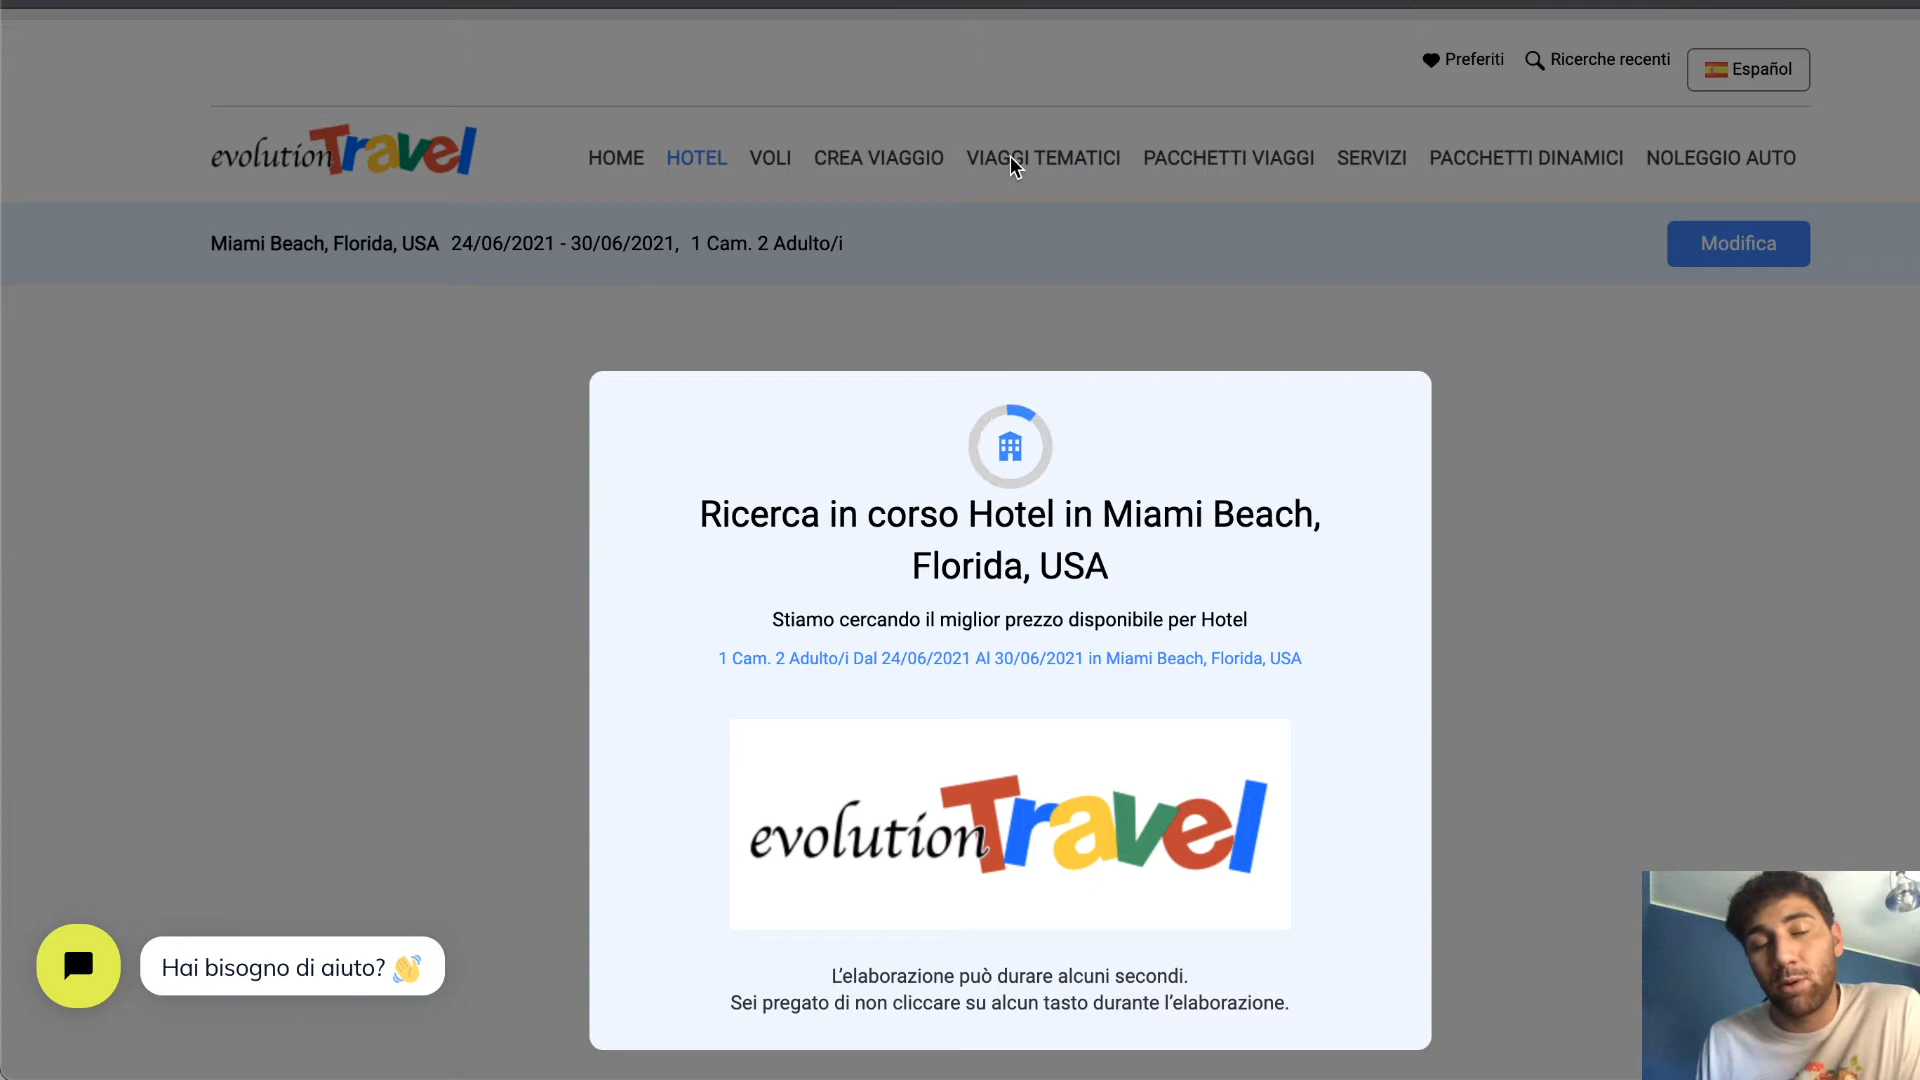 Preferiti
Ricerche recenti
Español
evolutionTravel
HOME
HOTEL
VOLI
CREA VIAGGIO
VIAGGI TEMATICI
PACCHETTI VIAGGI
SERVIZI
PACCHETTI DINAMICI
NOLEGGIO AUTO
Miami Beach, Florida, USA 24/06/2021 - 30/06/2021, 1 Cam. 2 Adulto/i
Modifica
Ricerca in corso Hotel in Miami Beach,
Florida, USA
Stiamo cercando il miglior prezzo disponibile per Hotel
1 Cam. 2 Adulto/i Dal 24/06/2021 Al 30/06/2021 in Miami Beach, Florida, USA
evolutionTravel
L'elaborazione può durare alcuni secondi.
Sei pregato di non cliccare su alcun tasto durante l'elaborazione.
Hai bisogno di aiuto? 👋